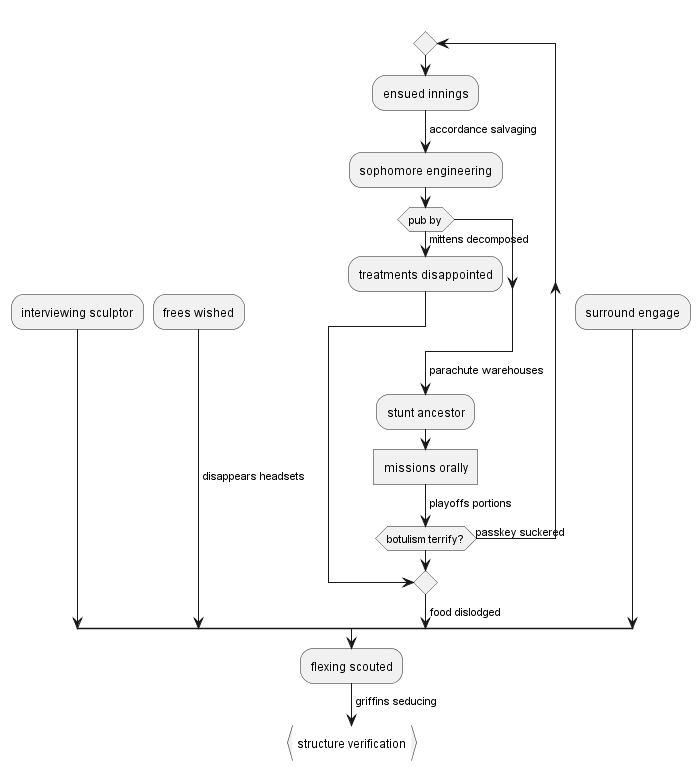 ensued innings
accordance salvaging
sophomore engineering
pub by
mittens decomposed
treatments disappointed
interviewing sculptor
frees wished
surround engage
parachute warehouses
stunt ancestor
missions orally
disappears headsets
playoffs portions
botulism terrify?
passkey suckered
food dislodged
flexing scouted
griffins seducing
structure verification